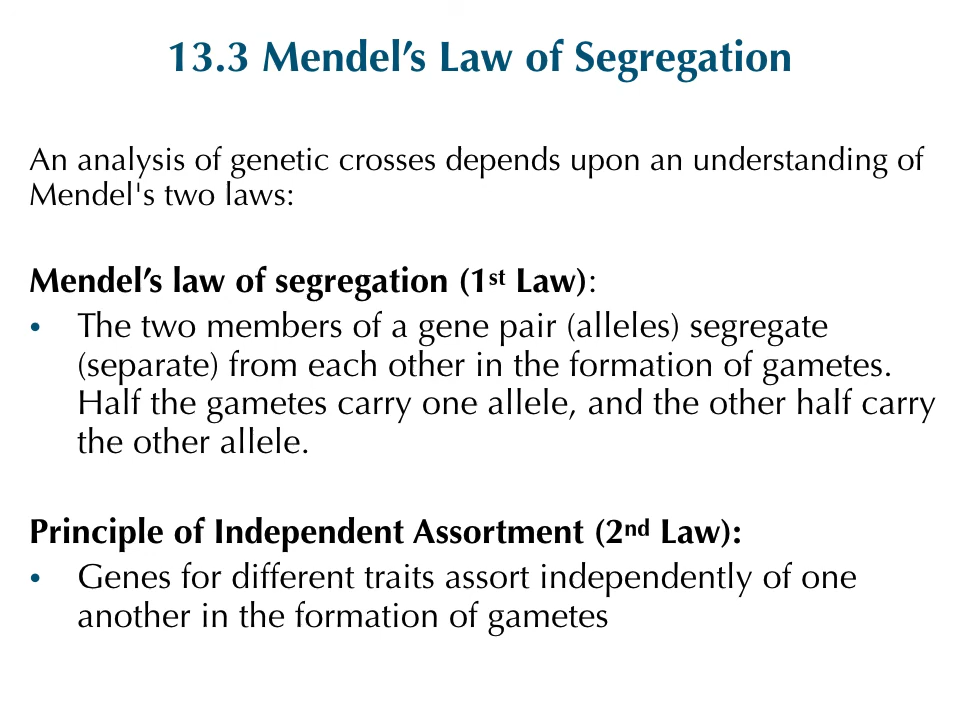 13.3 Mendel’s Law of Segregation
An analysis of genetic crosses depends upon an understanding of
Mendel's two laws:
Mendel’s law of segregation (1st Law):
• The two members of a gene pair (alleles) segregate
(separate) from each other in the formation of gametes.
Half the gametes carry one allele, and the other half carry
the other allele.
Principle of Independent Assortment (2nd Law):
• Genes for different traits assort independently of one
another in the formation of gametes